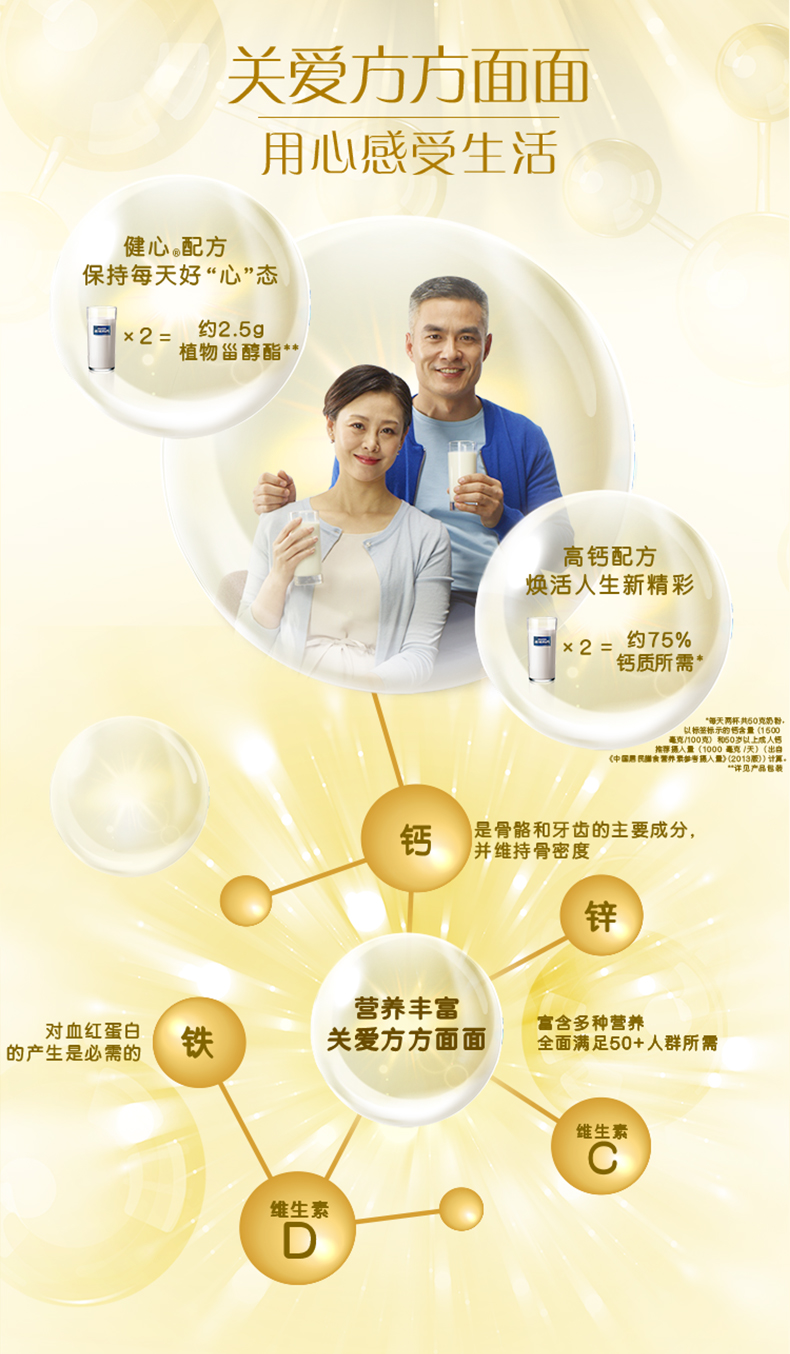 关爱方方面面
用心感受生活
健心®配方
保持每天好“心”态
×2=
约2.5g
植物甾醇酯**
高钙配方
焕活人生新精彩
×2=
约75%
钙质所需*
*每天两杯共50克奶粉,
以标签标示的钙含量(1500
毫克/100克)和50岁以上成人钙
推荐摄入量(1000 毫克/天)(出自
《中国居民膳食营养素参考摄入量》(2013版))计算。
**详见产品包装
钙
是骨骼和牙齿的主要成分,
并维持骨密度
锌
营养丰富
关爱方方面面
富含多种营养
全面满足50+人群所需
对血红蛋白
的产生是必需的
铁
维生素
C
维生素
D